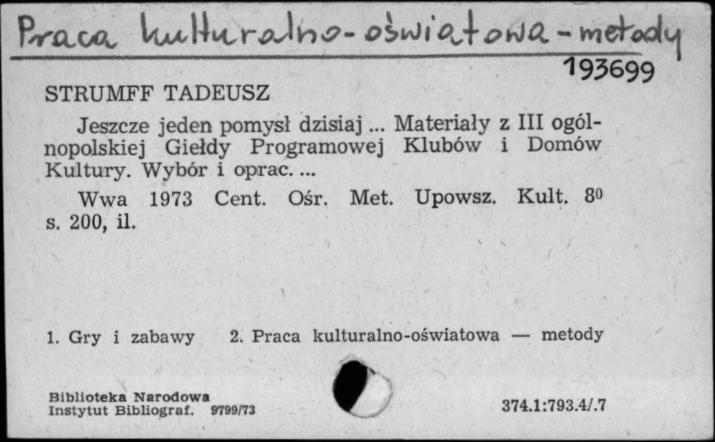 Praca kulturalno-oświatowa - metody
193699
STRUMFF TADEUSZ
Jeszcze jeden pomysł dzisiaj ... Materiały z III ogól-
nopolskiej Giełdy Programowej Klubów i Domów
Kultury. Wybór i oprac. ...
Wwa 1973 Cent. Ośr. Met. Upowsz. Kult. 8⁰
s. 200, il.
1. Gry i zabawy 2. Praca kulturalno-oświatowa — metody
Biblioteka Narodowa
Instytut Bibliograf. 9799/73
374.1:793.4/.7